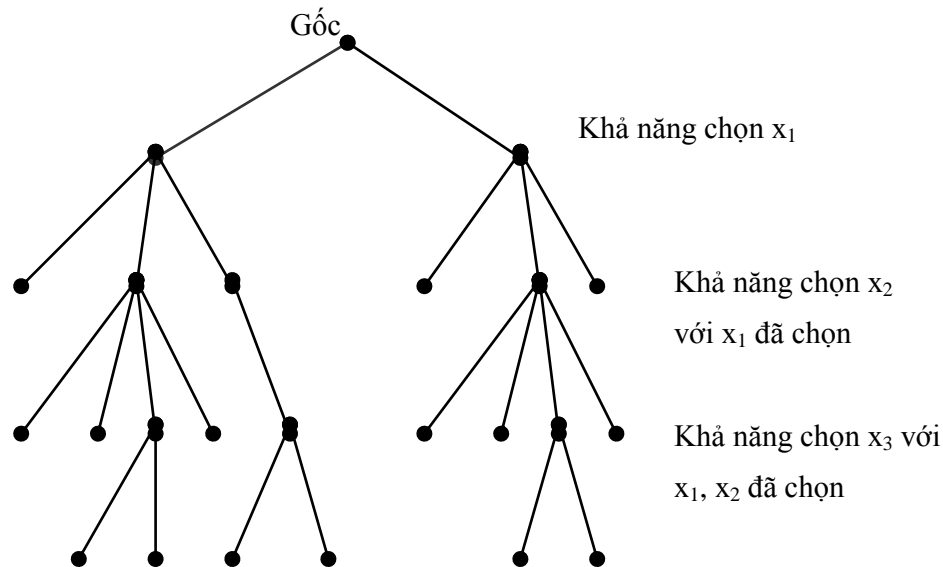 Gốc
Khả năng chọn x₁
Khả năng chọn x₂
với x₁ đã chọn
Khả năng chọn x₃ với
x₁, x₂ đã chọn